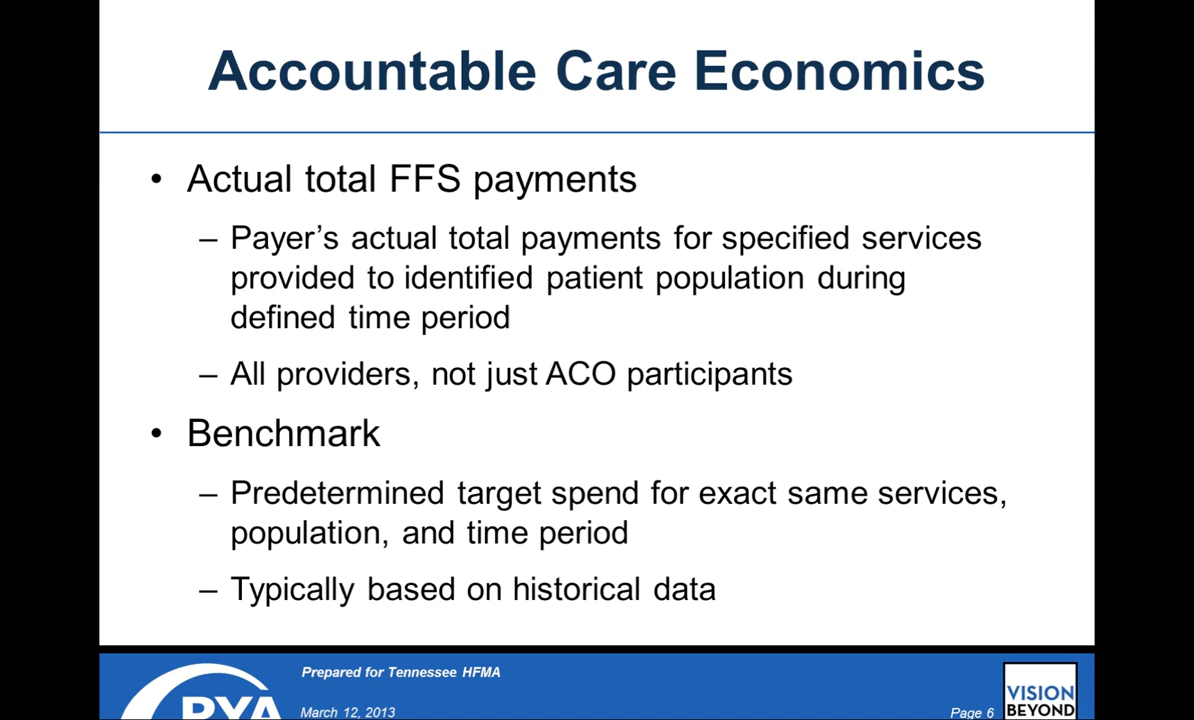 Accountable Care Economics
• Actual total FFS payments
– Payer’s actual total payments for specified services
provided to identified patient population during
defined time period
– All providers, not just ACO participants
• Benchmark
– Predetermined target spend for exact same services,
population, and time period
– Typically based on historical data
Prepared for Tennessee HFMA
PYA
March 12, 2013
Page 6
VISION
BEYOND